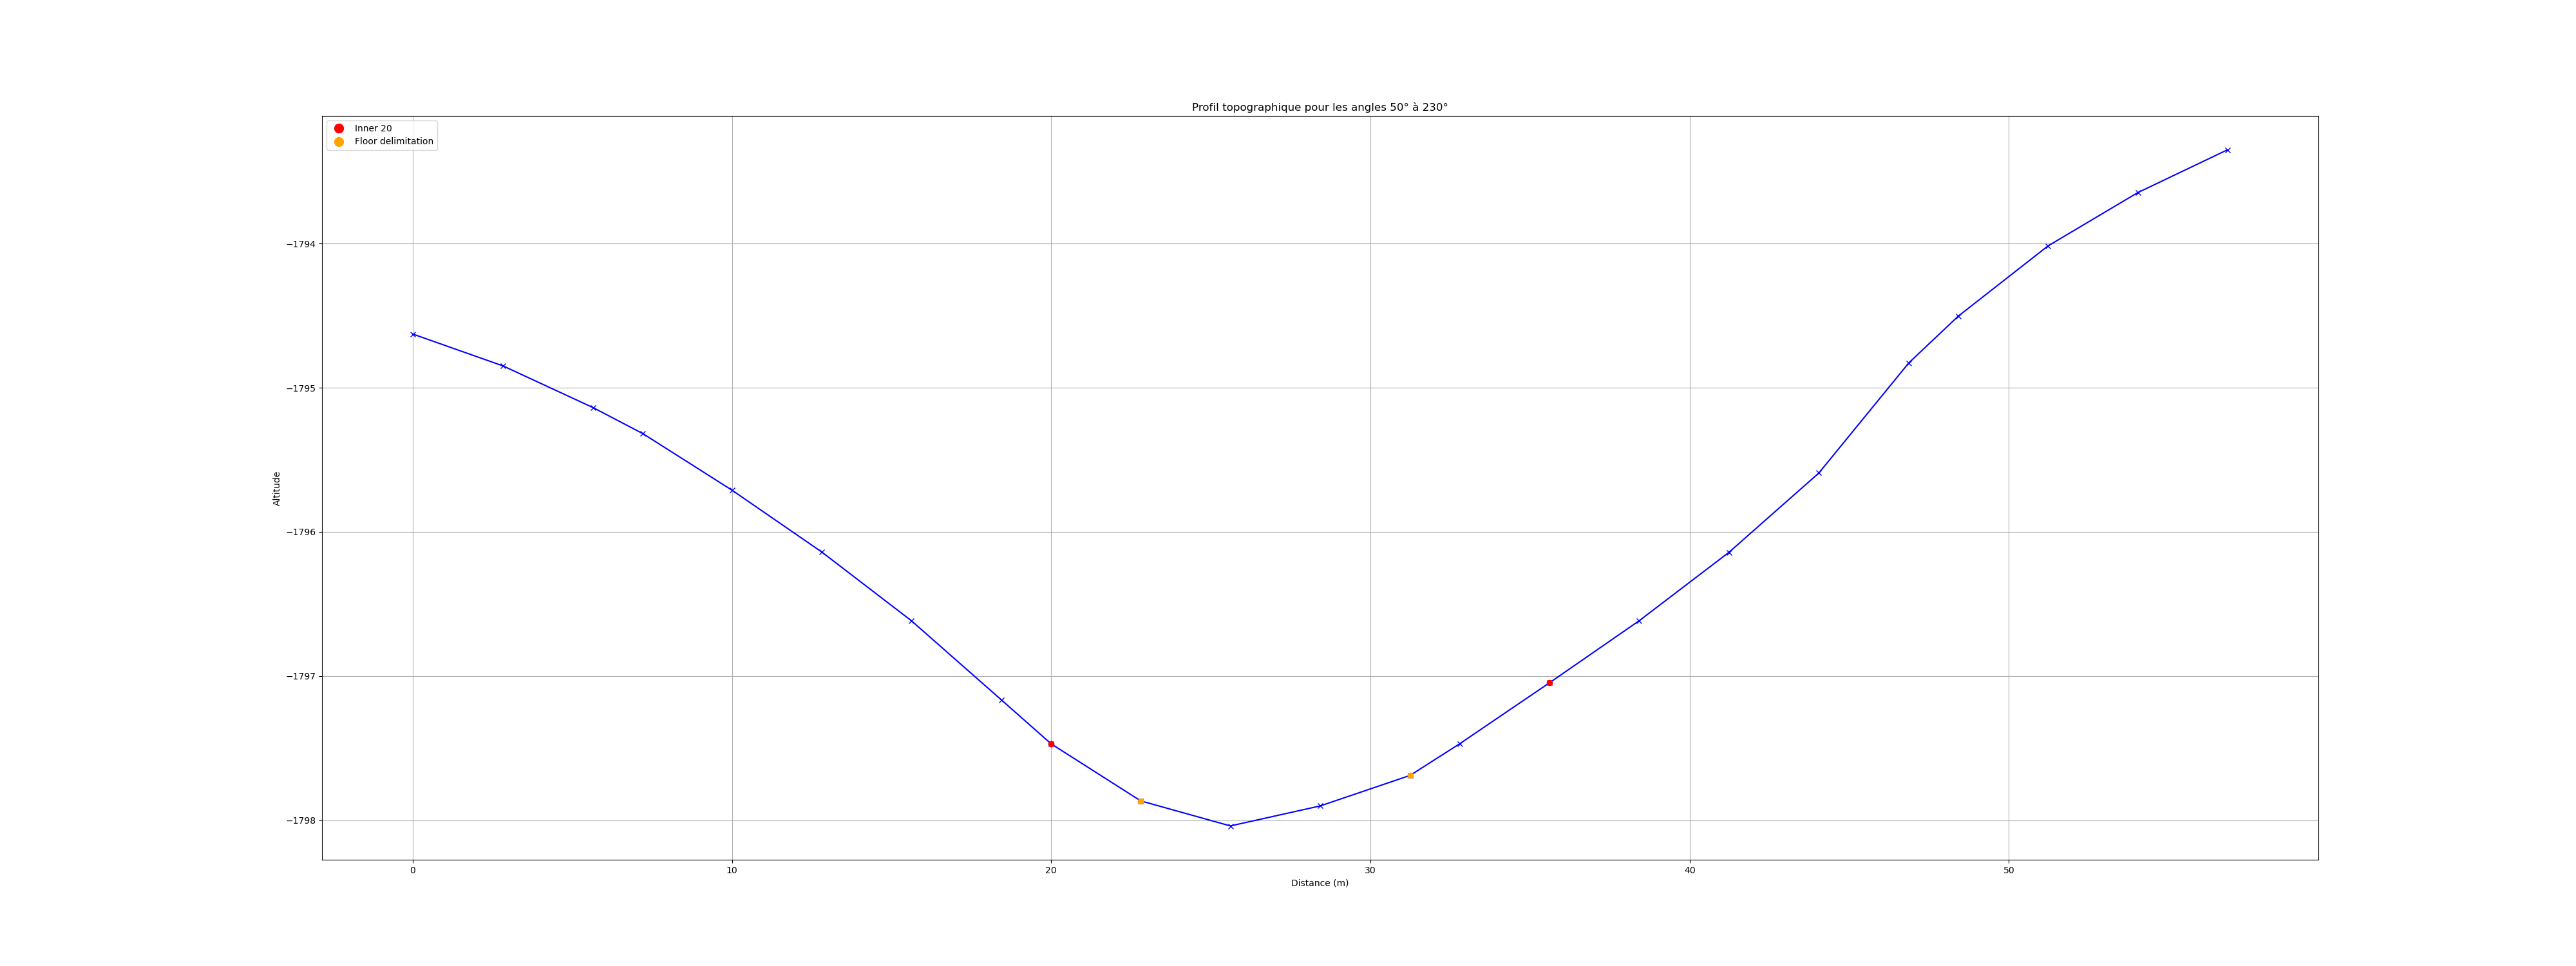 Profil topographique pour les angles 50° à 230°
Inner 20
Floor delimitation
−1794
−1795
−1796
−1797
−1798
Altitude
0 10 20 30 40 50
Distance (m)